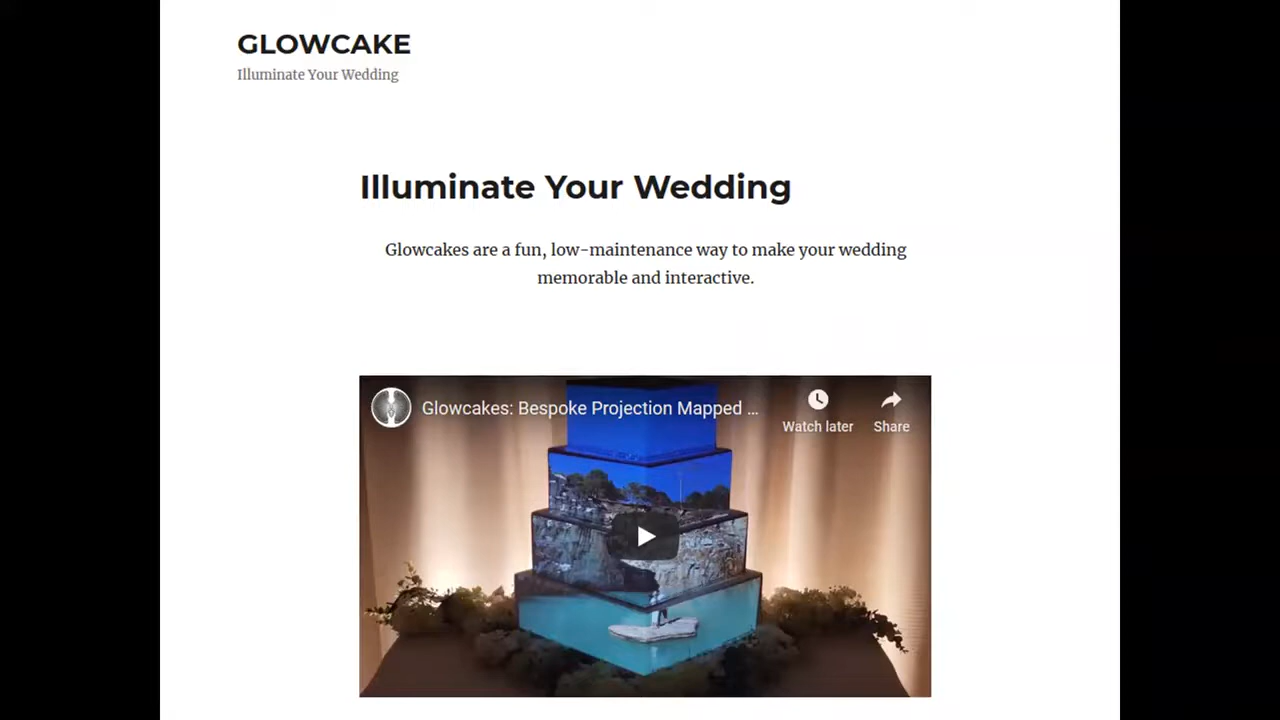 GLOWCAKE
Illuminate Your Wedding
Illuminate Your Wedding
Glowcakes are a fun, low-maintenance way to make your wedding
memorable and interactive.
Glowcakes: Bespoke Projection Mapped ...
Watch later
Share